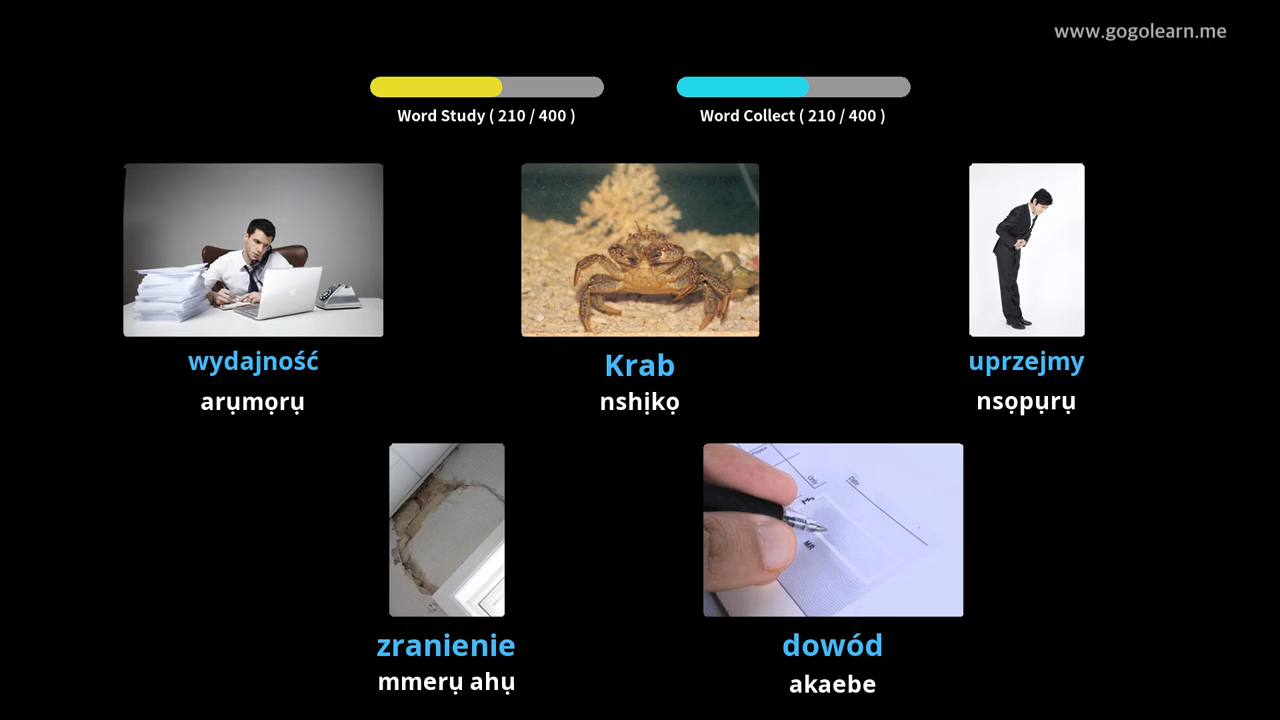 www.gogolearn.me
Word Study ( 210 / 400 )
Word Collect ( 210 / 400 )
wydajność
arụmọrụ
Krab
nshịkọ
uprzejmy
nsọpụrụ
zranienie
mmerụ ahụ
dowód
akaebe